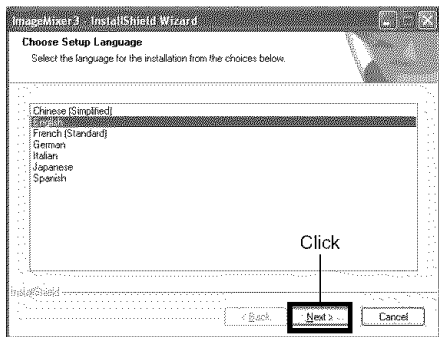 ImageMixer3 - InstallShield Wizard
Choose Setup Language
Select the language for the installation from the choices below.
Chinese (Simplified)
English
French (Standard)
German
Italian
Japanese
Spanish
Click
InstallShield
< Back
Next >
Cancel